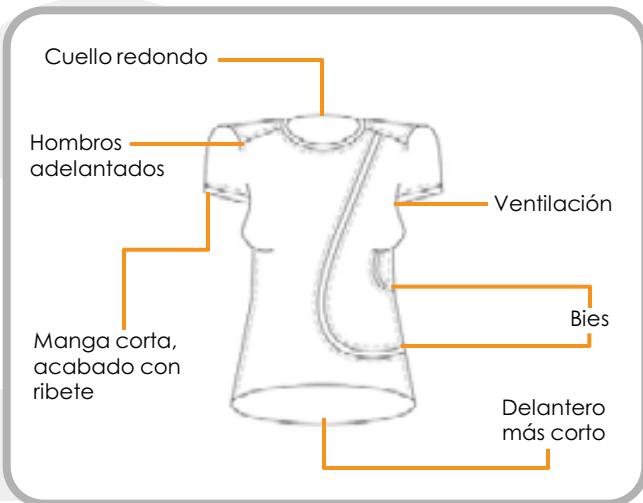 Cuello redondo
Hombros
adelantados
Ventilación
Bies
Manga corta,
acabado con
ribete
Delantero
más corto